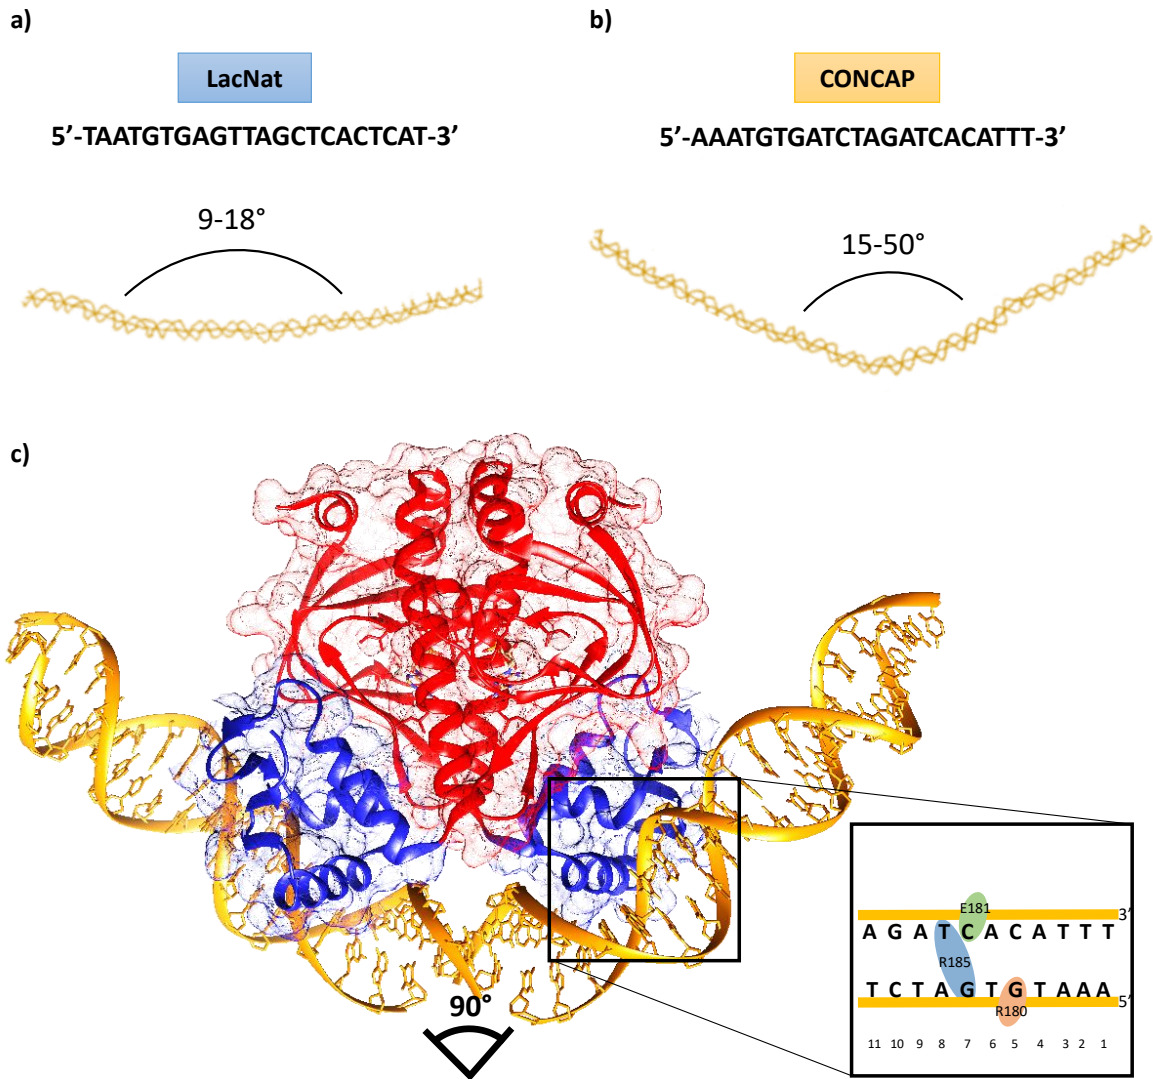 a)
LacNat
5’-TAATGTGAGTTAGCTCACTCAT-3’
9-18°
b)
CONCAP
5’-AAATGTGATCTAGATCACATTT-3’
15-50°
c)
90°
E181
3’
A G A T C A C A T T T
R185
T C T A G T G T A A A
5’
R180
11 10 9 8 7 6 5 4 3 2 1